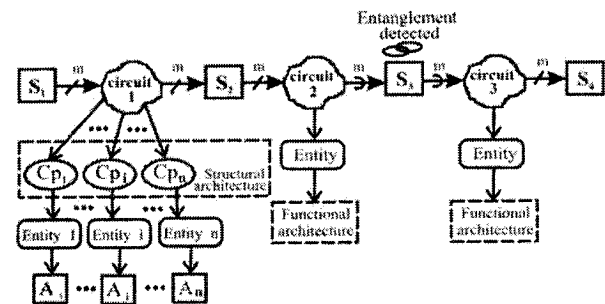 Entanglement
detected
m m m m m m
S₁ circuit 1 S₂ circuit 2 S₃ circuit 3 S₄
... ...
Cp₁ Cpᵢ Cpₙ Structural architecture
Entity Entity
... ...
Entity 1 Entity i Entity n
Functional architecture Functional architecture
A₁ ... Aᵢ ... Aₙ